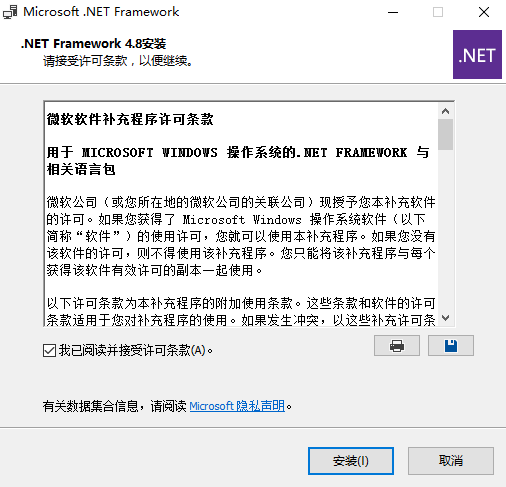 Microsoft .NET Framework
.NET Framework 4.8安装
请接受许可条款，以便继续。
.NET
微软软件补充程序许可条款
用于 MICROSOFT WINDOWS 操作系统的.NET FRAMEWORK 与
相关语言包
微软公司（或您所在地的微软公司的关联公司）现授予您本补充软件
的许可。如果您获得了 Microsoft Windows 操作系统软件（以下
简称“软件”）的使用许可，您就可以使用本补充程序。如果您没有
该软件的许可，则不得使用该补充程序。您只能将该补充程序与每个
获得该软件有效许可的副本一起使用。
以下许可条款为本补充程序的附加使用条款。这些条款和软件的许可
条款适用于您对补充程序的使用。如果发生冲突，以这些补充许可条
我已阅读并接受许可条款(A)。
有关数据集合信息，请阅读 Microsoft 隐私声明。
安装(I)
取消